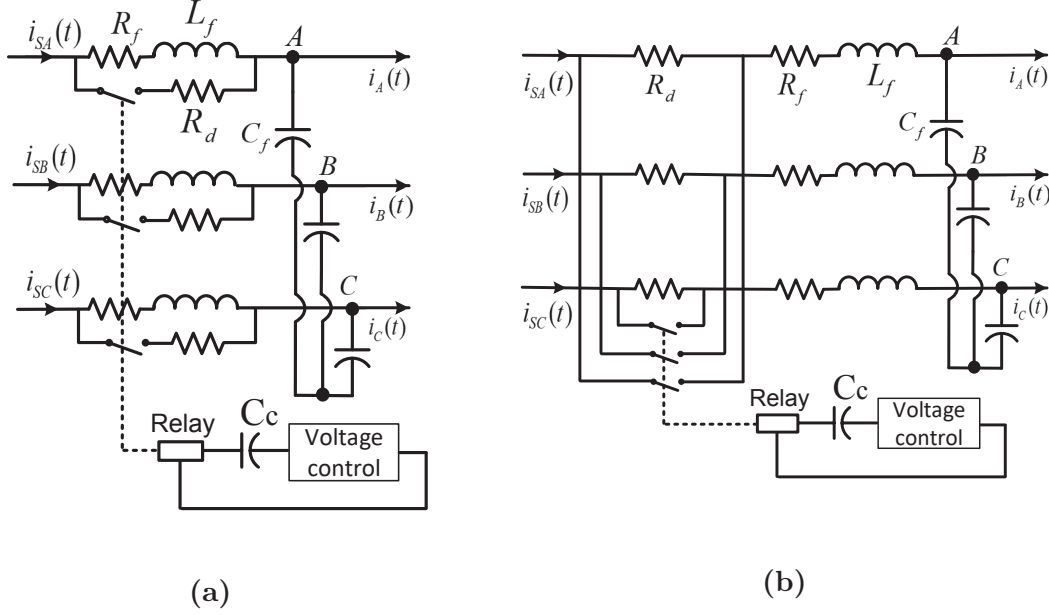 i_SA(t)
R_f
L_f
A
i_A(t)
R_d
C_f
i_SB(t)
B
i_B(t)
i_SC(t)
C
i_C(t)
Relay
Cc
Voltage
control
(a)
i_SA(t)
R_d
R_f
L_f
A
i_A(t)
C_f
i_SB(t)
B
i_B(t)
i_SC(t)
C
i_C(t)
Relay
Cc
Voltage
control
(b)